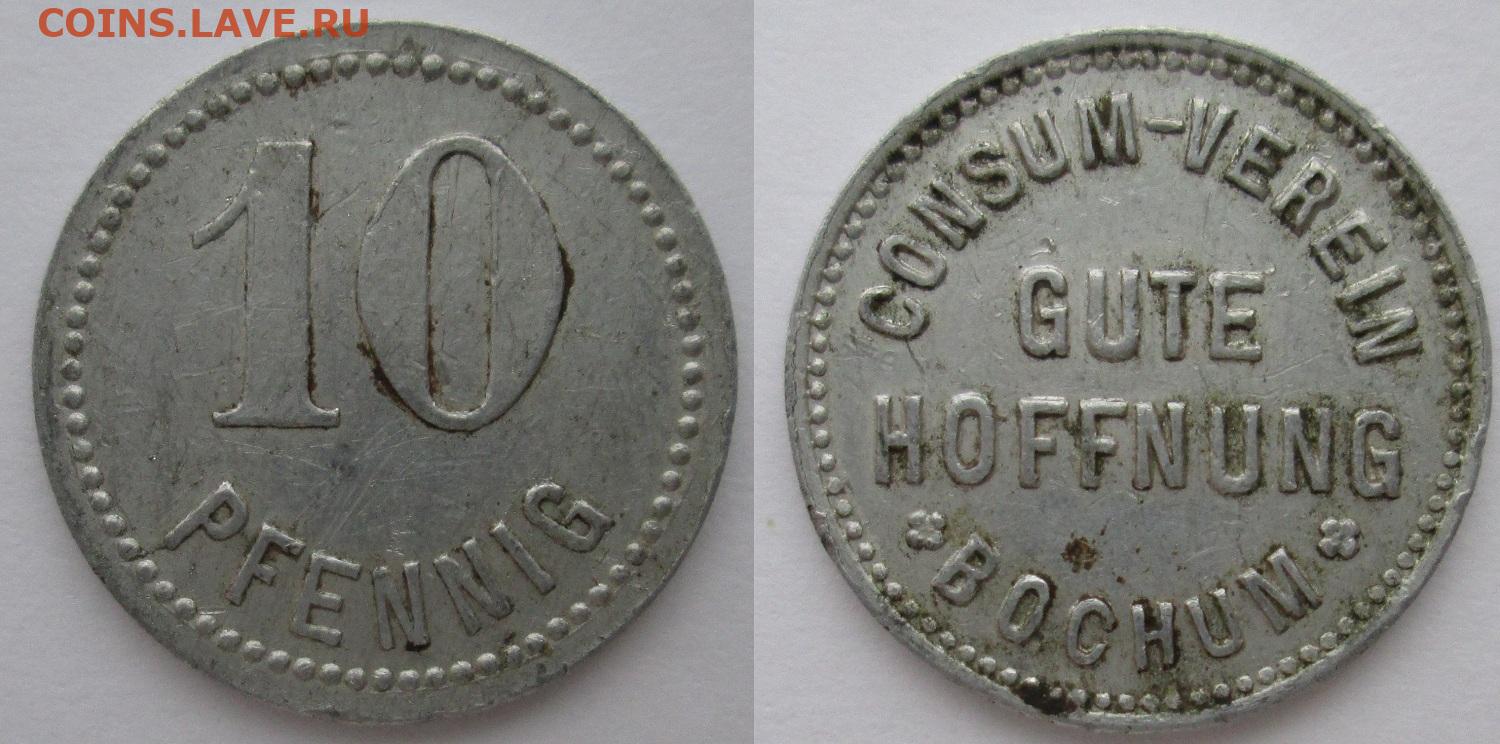 COINS.LAVE.RU
10
PFENNIG
CONSUM-VEREIN
GUTE
HOFFNUNG
BOCHUM